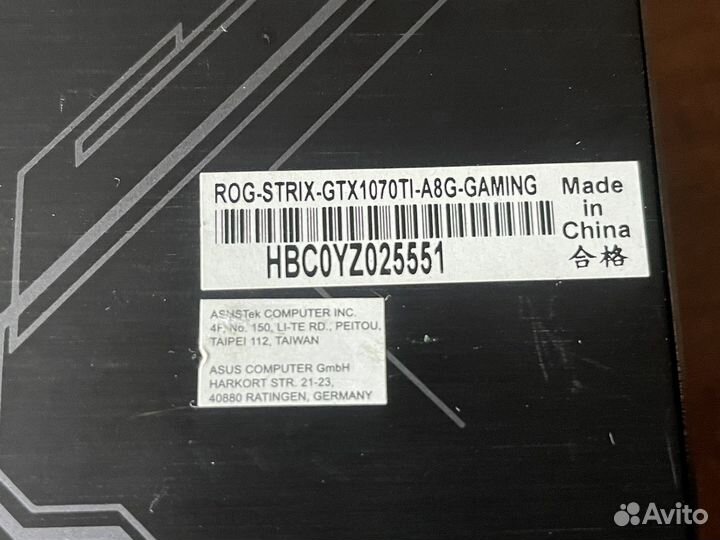 ROG-STRIX-GTX1070TI-A8G-GAMING
HBC0YZ025551
Made
in
China
合格
ASUSTek COMPUTER INC.
4F, No. 150, LI-TE RD., PEITOU,
TAIPEI 112, TAIWAN
ASUS COMPUTER GmbH
HARKORT STR. 21-23,
40880 RATINGEN, GERMANY
Avito